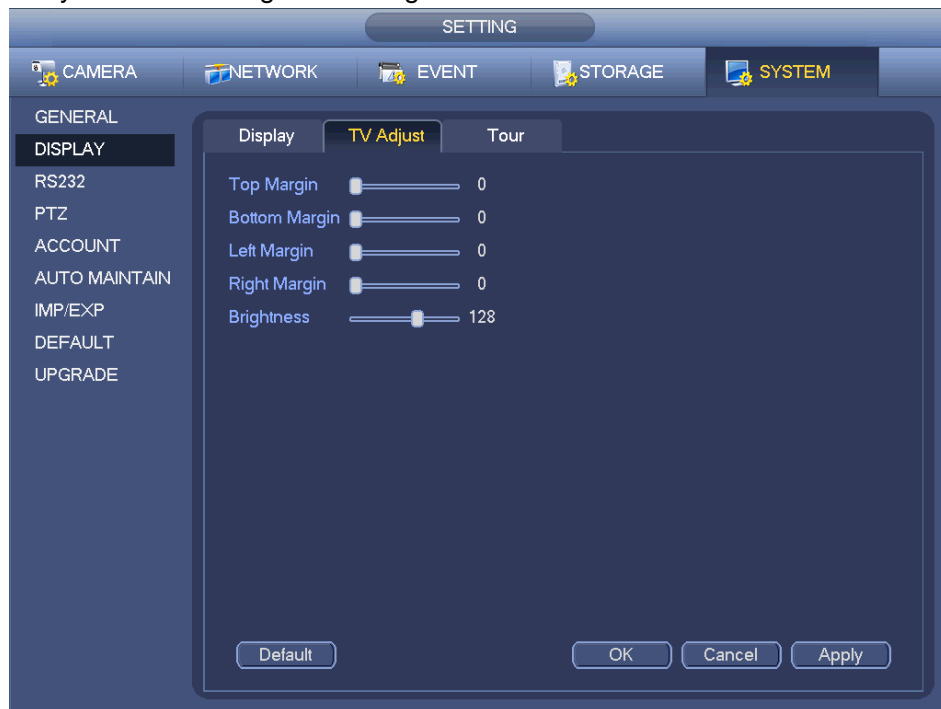 SETTING
CAMERA NETWORK EVENT STORAGE SYSTEM
GENERAL
DISPLAY
RS232
PTZ
ACCOUNT
AUTO MAINTAIN
IMP/EXP
DEFAULT
UPGRADE
Display TV Adjust Tour
Top Margin 0
Bottom Margin 0
Left Margin 0
Right Margin 0
Brightness 128
Default OK Cancel Apply